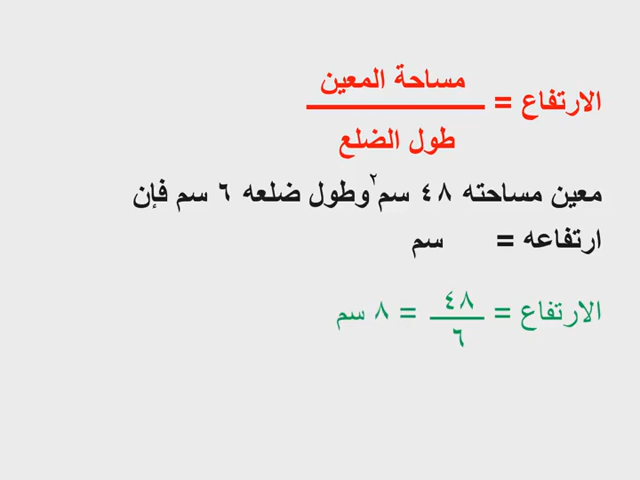 الارتفاع = مساحة المعين
طول الضلع
معين مساحته ٤٨ سم٢ وطول ضلعه ٦ سم فإن
ارتفاعه = سم
الارتفاع = ٤٨ = ٨ سم
٦